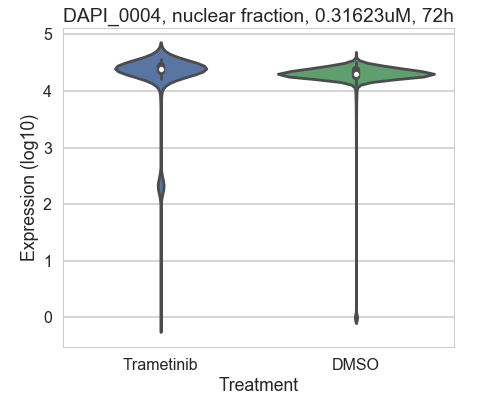 DAPI_0004, nuclear fraction, 0.31623uM, 72h
5
4
3
2
1
0
Expression (log10)
Trametinib DMSO
Treatment